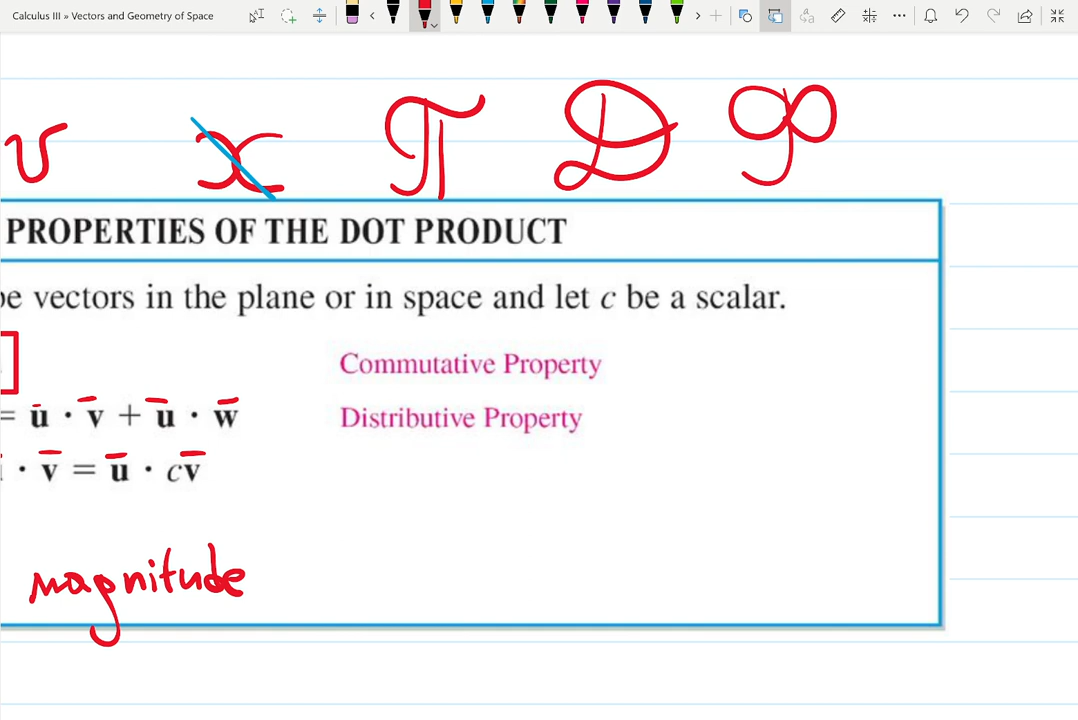 Calculus III » Vectors and Geometry of Space
v x
PROPERTIES OF THE DOT PRODUCT
be vectors in the plane or in space and let c be a scalar.
Commutative Property
= u̅ · v̅ + u̅ · w̅ Distributive Property
· v̅ = u̅ · cv̅
magnitude